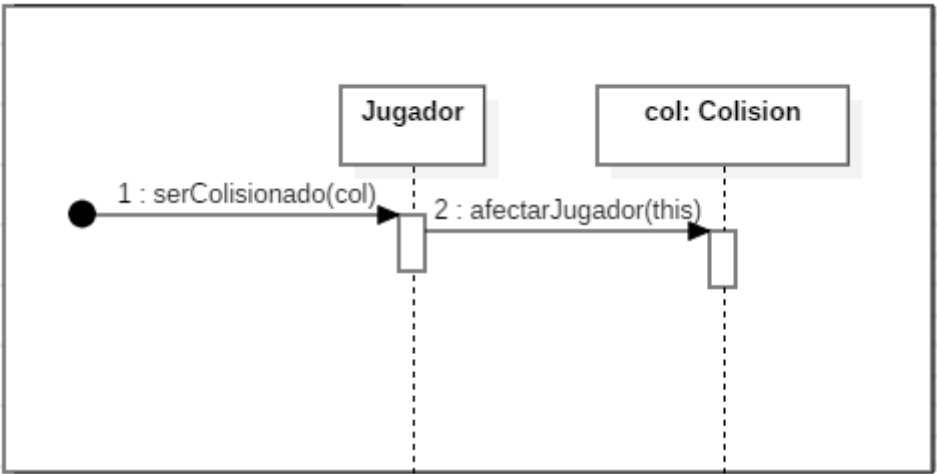 Jugador
col: Colision
1 : serColisionado(col)
2 : afectarJugador(this)